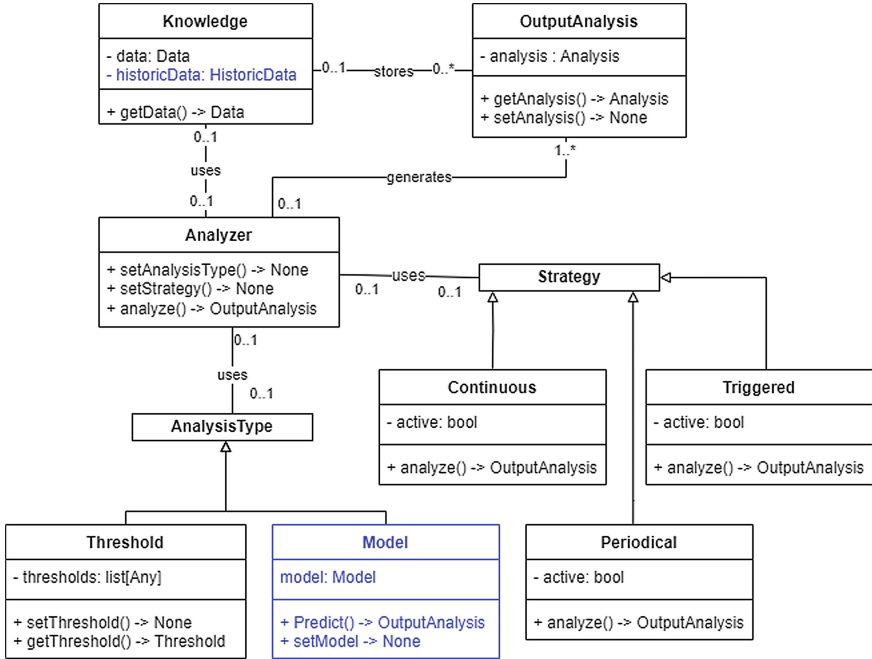 Knowledge
- data: Data
- historicData: HistoricData
+ getData() -> Data
OutputAnalysis
- analysis : Analysis
+ getAnalysis() -> Analysis
+ setAnalysis() -> None
0..1
stores
0..*
0..1
uses
0..1
1..*
generates
0..1
Analyzer
+ setAnalysisType() -> None
+ setStrategy() -> None
+ analyze() -> OutputAnalysis
uses
0..1
0..1
Strategy
0..1
uses
0..1
AnalysisType
Continuous
- active: bool
+ analyze() -> OutputAnalysis
Triggered
- active: bool
+ analyze() -> OutputAnalysis
Threshold
- thresholds: list[Any]
+ setThreshold() -> None
+ getThreshold() -> Threshold
Model
model: Model
+ Predict() -> OutputAnalysis
+ setModel -> None
Periodical
- active: bool
+ analyze() -> OutputAnalysis